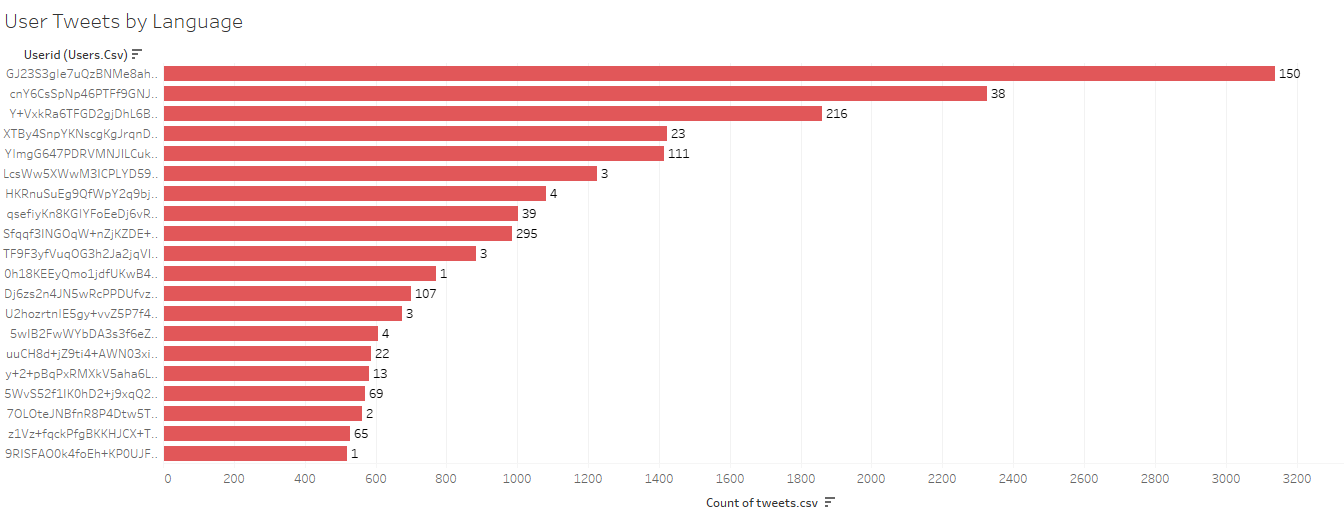 User Tweets by Language
Userid (Users.Csv)
GJ23S3gle7uQzBNMe8ah.. 150
cnY6CsSpNp46PTFf9GNJ.. 38
Y+VxkRa6TFGD2gjDhL6B.. 216
XTBy4SnpYKNscgKgJrqnD.. 23
YImgG647PDRVMNJILCuk.. 111
LcsWw5XWwM3ICPLYD59.. 3
HKRnuSuEg9QfWpY2q9bj.. 4
qsefiyKn8KGIYFoEeDj6vR.. 39
Sfqqf3INGOqW+nZjKZDE+.. 295
TF9F3yfVuqOG3h2Ja2jqVI.. 3
0h18KEEyQmo1jdfUKwB4.. 1
Dj6zs2n4JN5wRcPPDUfvz.. 107
U2hozrtnIE5gy+vvZ5P7f4.. 3
5wIB2FwWYbDA3s3f6eZ.. 4
uuCH8d+jZ9ti4+AWN03xi.. 22
y+2+pBqPxRMXkV5aha6L.. 13
5WvS52f1IK0hD2+j9xqQ2.. 69
7OLOteJNBfnR8P4Dtw5T.. 2
z1Vz+fqckPfgBKKHJCX+T.. 65
9RISFAO0k4foEh+KP0UJF.. 1
0 200 400 600 800 1000 1200 1400 1600 1800 2000 2200 2400 2600 2800 3000 3200
Count of tweets.csv